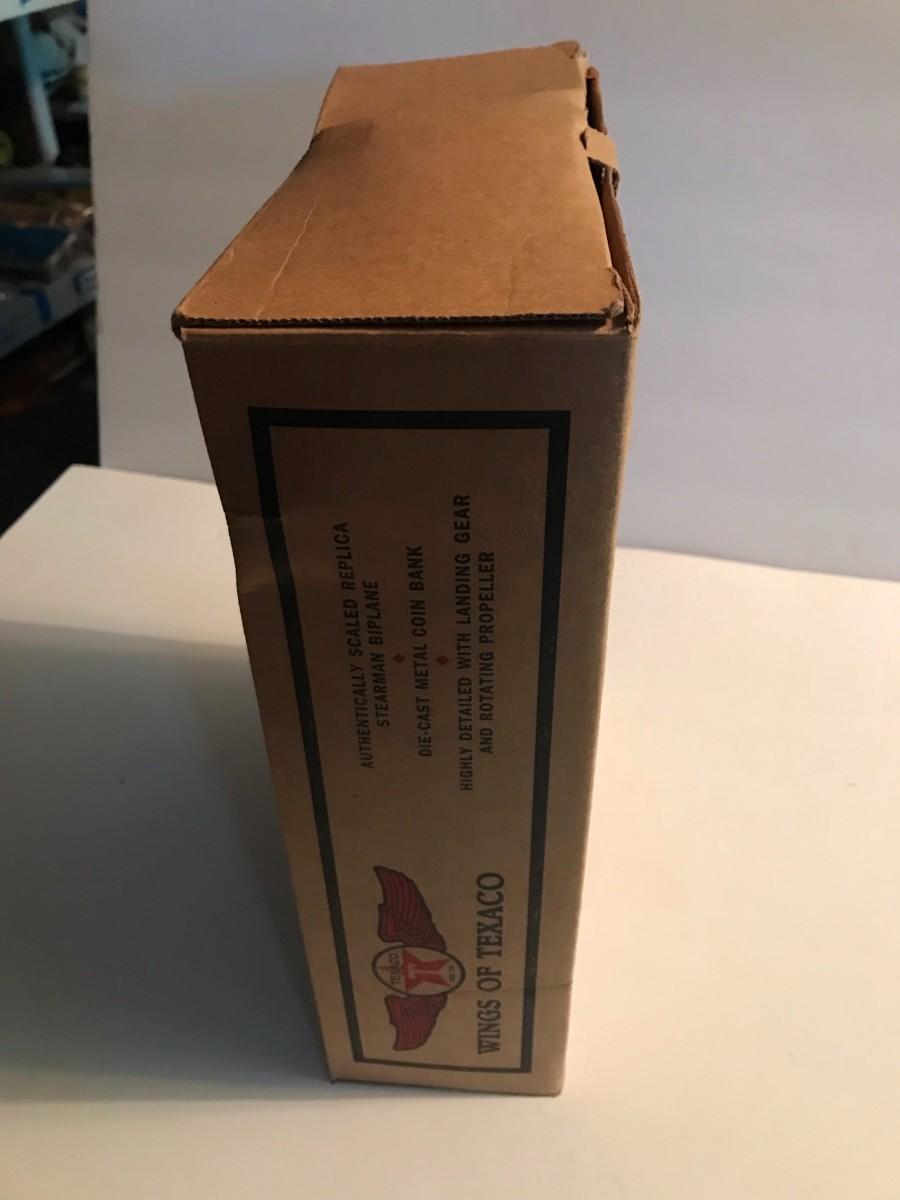 AUTHENTICALLY SCALED REPLICA
STEARMAN BIPLANE
DIE-CAST METAL COIN BANK
HIGHLY DETAILED WITH LANDING GEAR
AND ROTATING PROPELLER
TEXACO
T
WINGS OF TEXACO